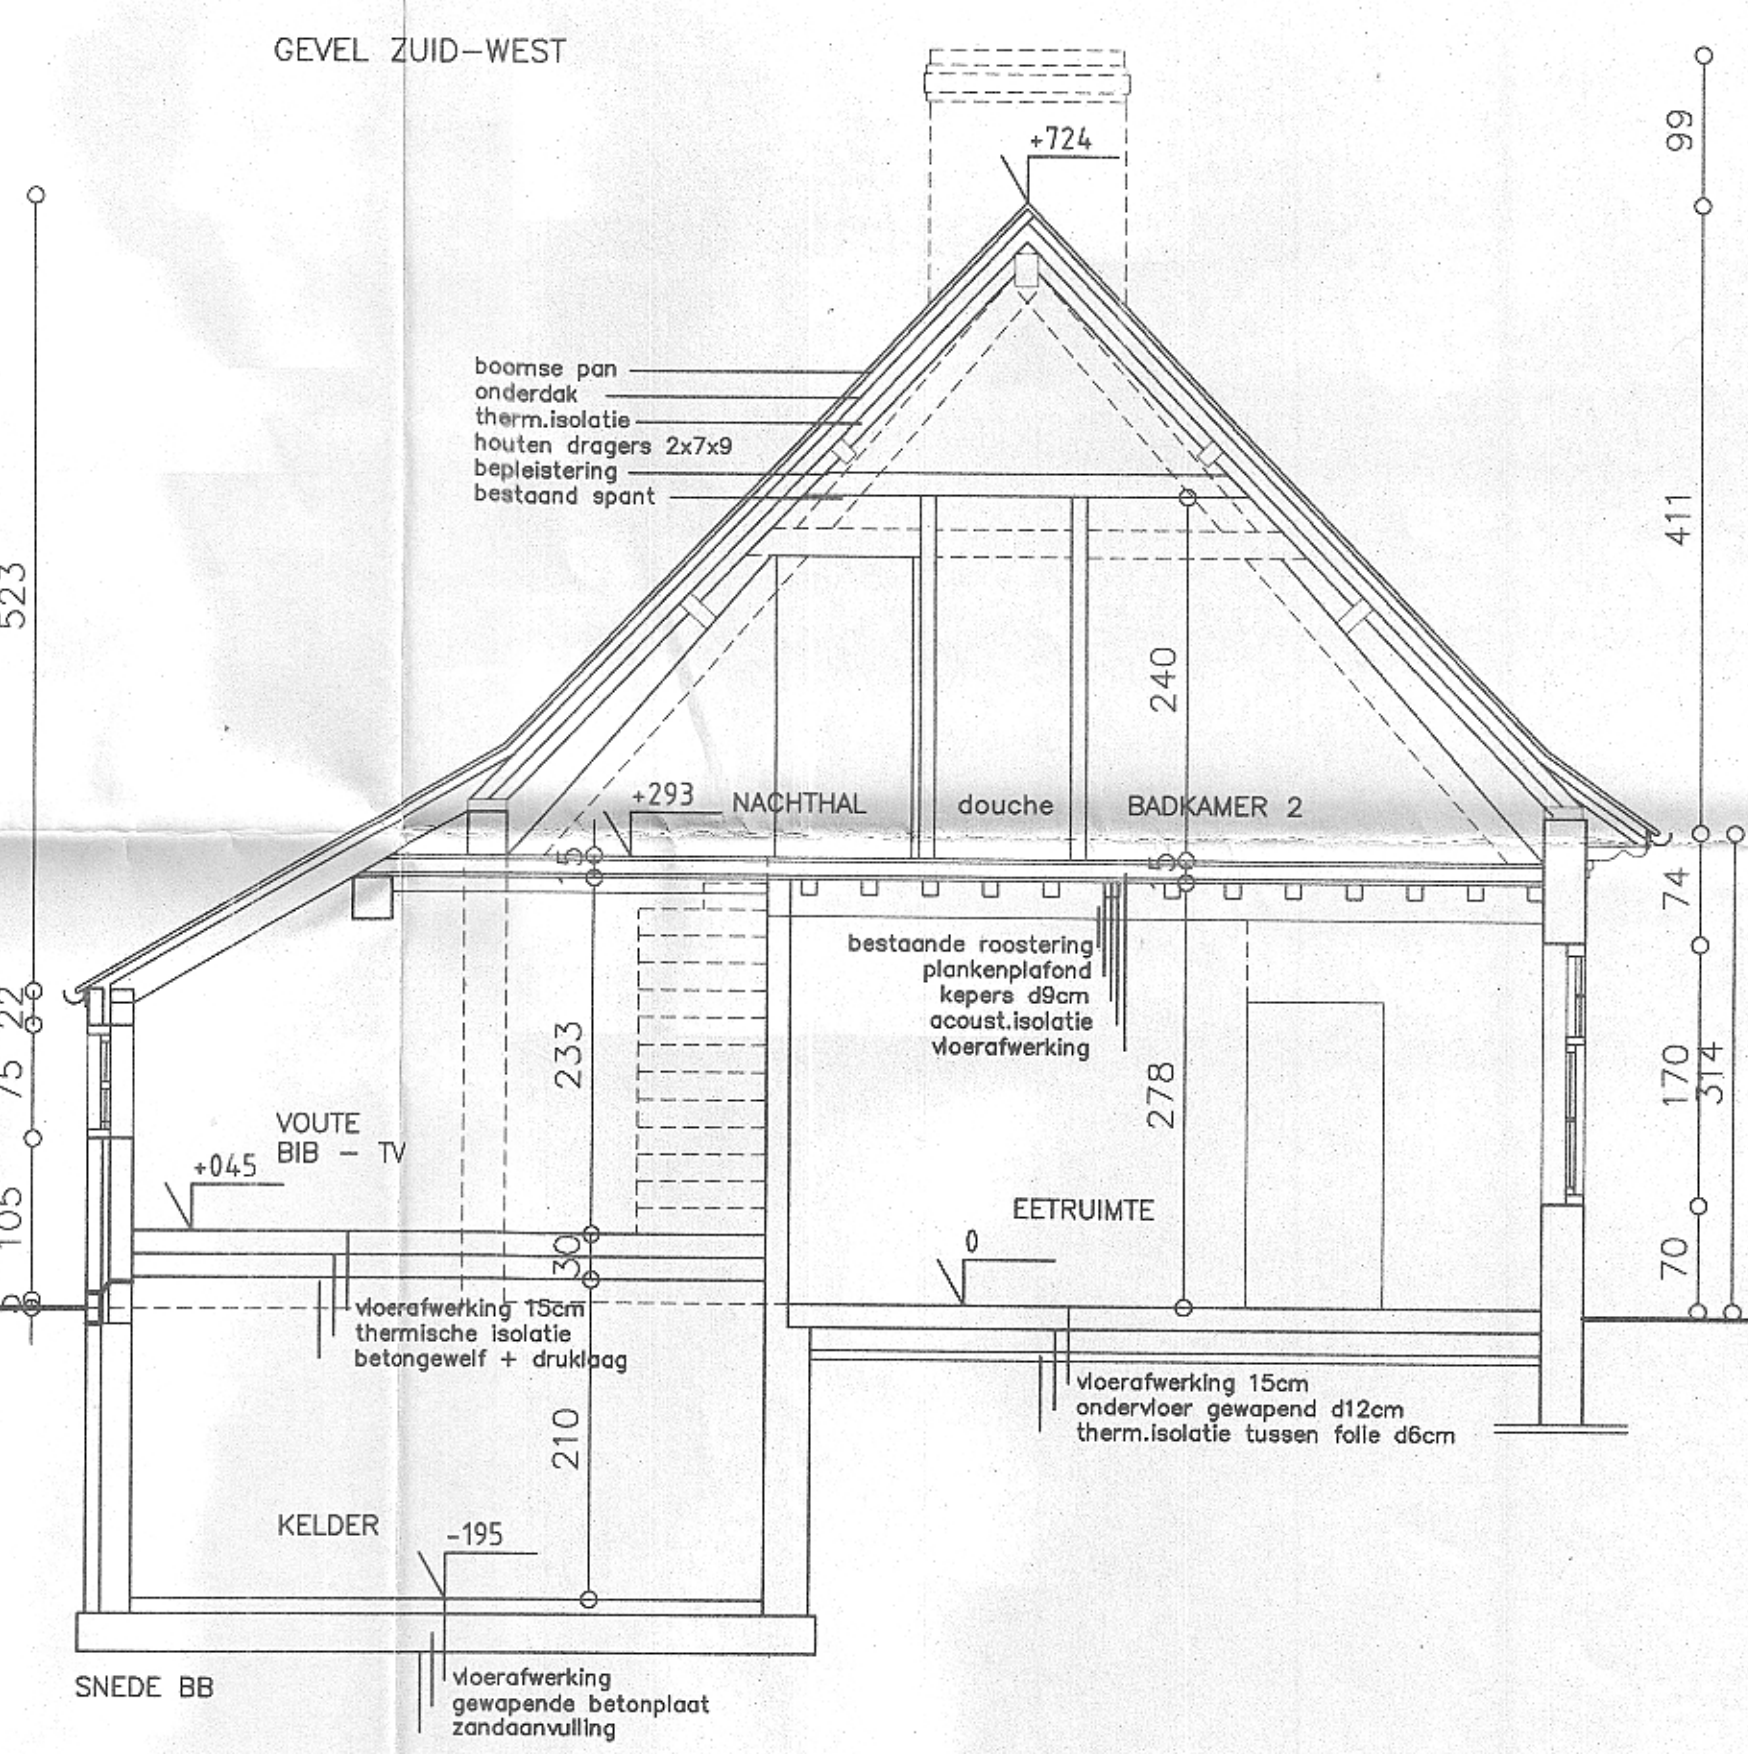 GEVEL ZUID-WEST
99
+724
boomse pan
onderdak
therm.isolatie
houten dragers 2x7x9
bepleistering
bestaand spant
523
411
240
+293
NACHTHAL
douche
BADKAMER 2
15
15
74
bestaande roostering
plankenplafond
kepers d9cm
acoust.isolatie
vloerafwerking
22
75
233
278
170
314
VOUTE
BIB - TV
+045
105
EETRUIMTE
0
30
70
vloerafwerking 15cm
thermische isolatie
betongewelf + druklaag
vloerafwerking 15cm
ondervloer gewapend d12cm
therm.isolatie tussen folie d6cm
210
KELDER
-195
SNEDE BB
vloerafwerking
gewapende betonplaat
zandaanvulling